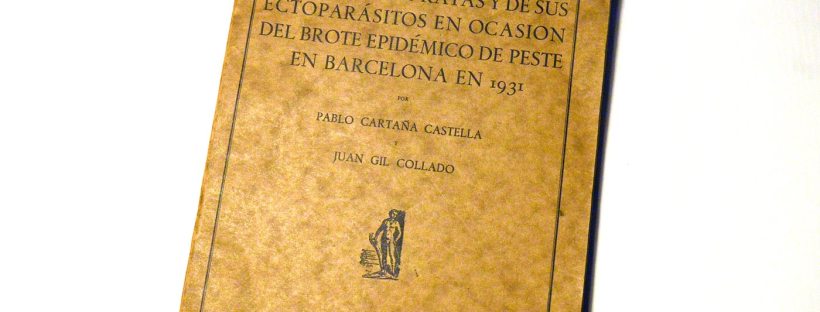 RATAS Y DE SUS
ECTOPARÁSITOS EN OCASION
DEL BROTE EPIDÉMICO DE PESTE
EN BARCELONA EN 1931
POR
PABLO CARTAÑA CASTELLA
Y
JUAN GIL COLLADO